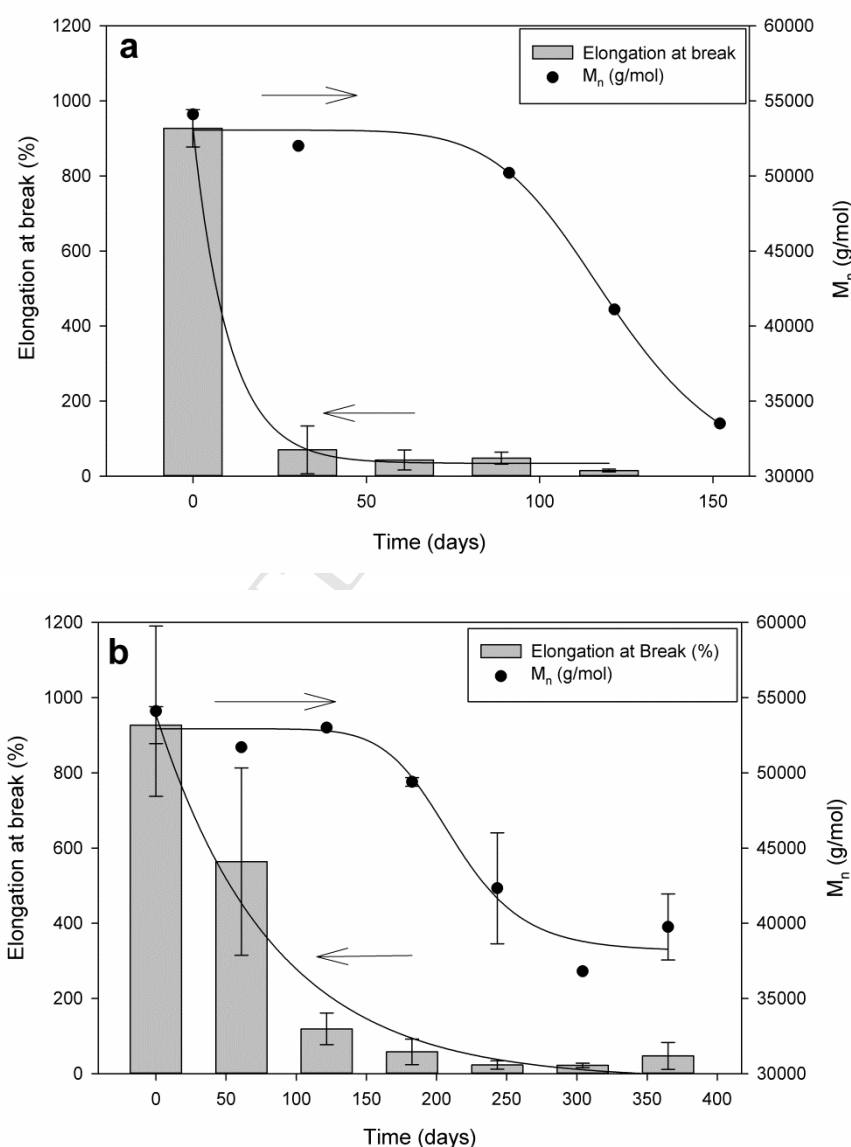 a
Elongation at break
Mn (g/mol)
1200
1000
800
600
400
200
0
Elongation at break (%)
60000
55000
50000
45000
40000
35000
30000
Mn (g/mol)
0 50 100 150
Time (days)
b
Elongation at Break (%)
Mn (g/mol)
1200
1000
800
600
400
200
0
Elongation at break (%)
60000
55000
50000
45000
40000
35000
30000
Mn (g/mol)
0 50 100 150 200 250 300 350 400
Time (days)